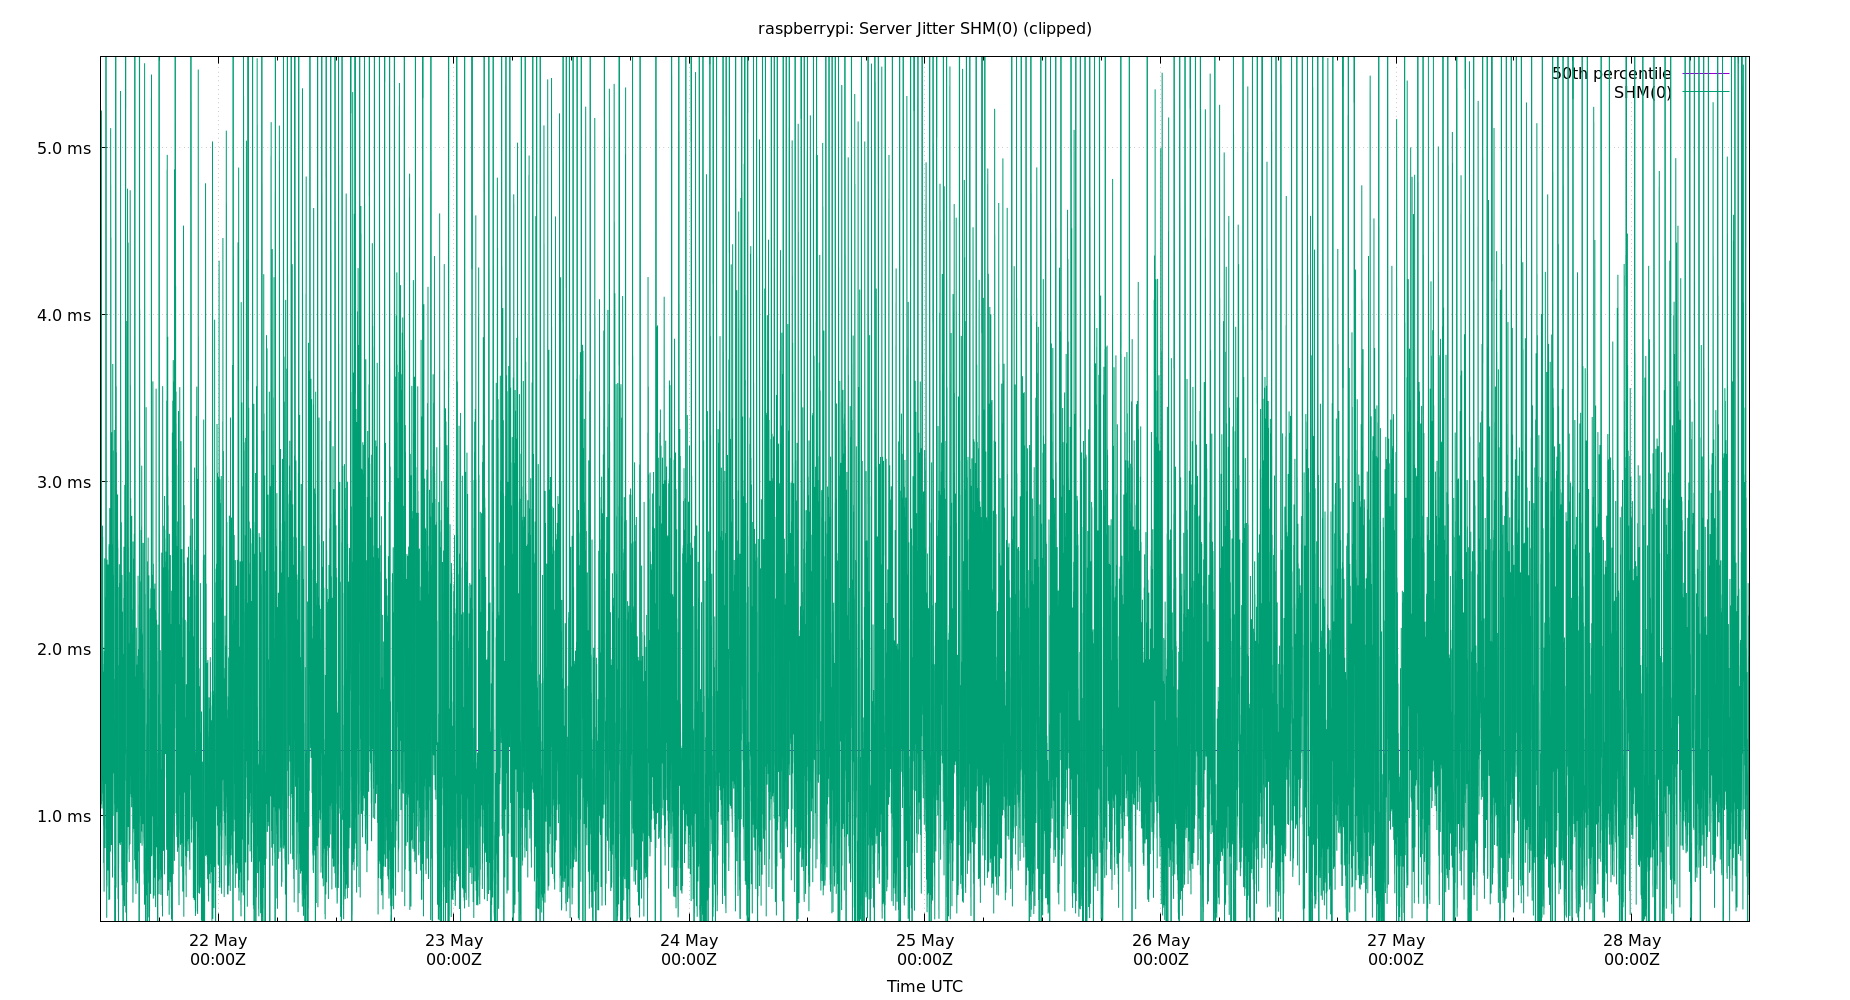 raspberrypi: Server Jitter SHM(0) (clipped)
50th percentile
SHM(0)
5.0 ms
4.0 ms
3.0 ms
2.0 ms
1.0 ms
22 May 23 May 24 May 25 May 26 May 27 May 28 May
00:00Z 00:00Z 00:00Z 00:00Z 00:00Z 00:00Z 00:00Z
Time UTC